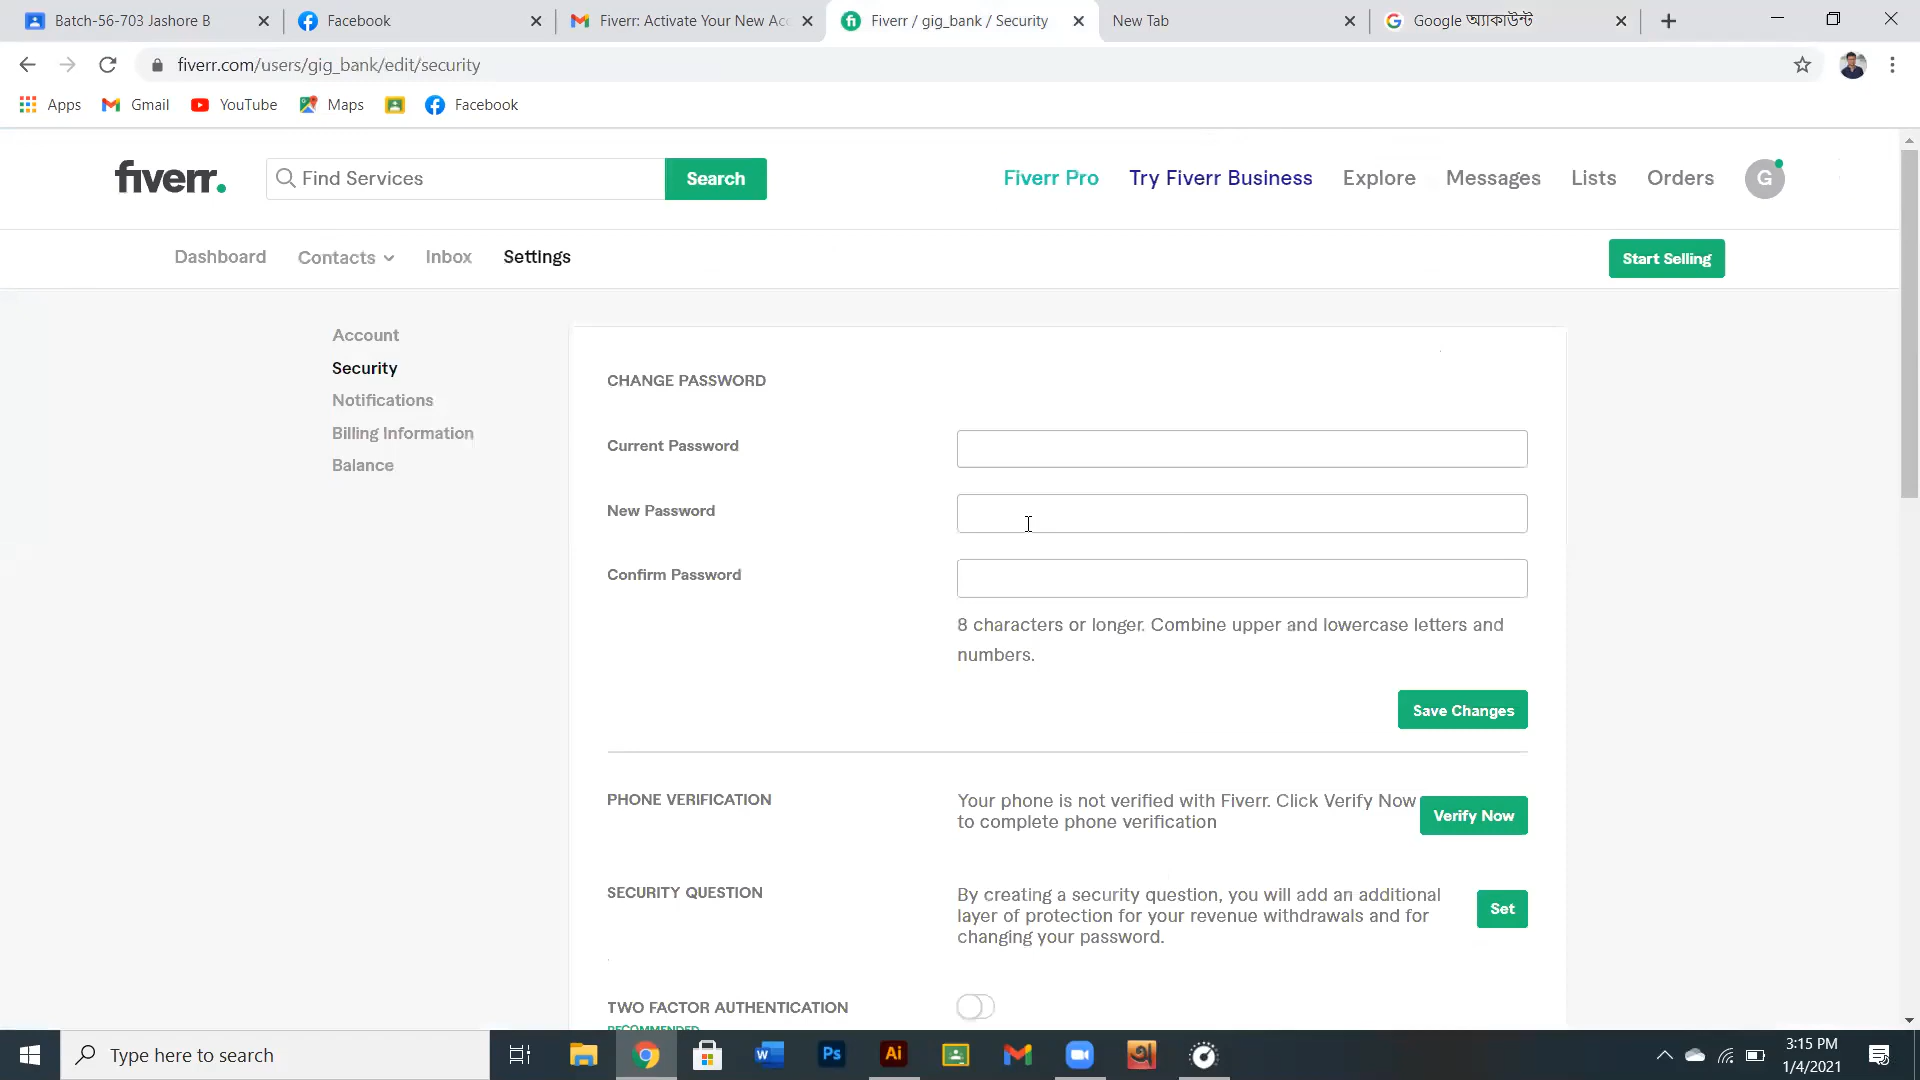 Batch-56-703 Jashore B
Facebook
Fiverr: Activate Your New Acc
Fiverr / gig_bank / Security
New Tab
Google অ্যাকাউন্ট
fiverr.com/users/gig_bank/edit/security
Apps
Gmail
YouTube
Maps
Facebook
fiverr.
Find Services
Search
Fiverr Pro
Try Fiverr Business
Explore
Messages
Lists
Orders
G
Dashboard
Contacts
Inbox
Settings
Start Selling
Account
Security
Notifications
Billing Information
Balance
CHANGE PASSWORD
Current Password
New Password
Confirm Password
8 characters or longer. Combine upper and lowercase letters and
numbers.
Save Changes
PHONE VERIFICATION
Your phone is not verified with Fiverr. Click Verify Now
to complete phone verification
Verify Now
SECURITY QUESTION
By creating a security question, you will add an additional
layer of protection for your revenue withdrawals and for
changing your password.
Set
TWO FACTOR AUTHENTICATION
RECOMMENDED
Type here to search
3:15 PM
1/4/2021